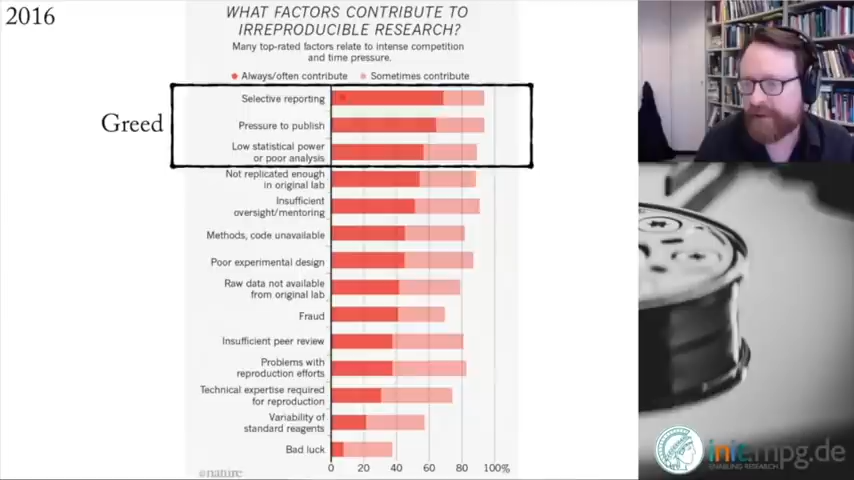 2016
WHAT FACTORS CONTRIBUTE TO
IRREPRODUCIBLE RESEARCH?
Many top-rated factors relate to intense competition
and time pressure.
Always/often contribute Sometimes contribute
Greed
Selective reporting
Pressure to publish
Low statistical power
or poor analysis
Not replicated enough
in original lab
Insufficient
oversight/mentoring
Methods, code unavailable
Poor experimental design
Raw data not available
from original lab
Fraud
Insufficient peer review
Problems with
reproduction efforts
Technical expertise required
for reproduction
Variability of
standard reagents
Bad luck
0 20 40 60 80 100%
©nature
.mpg.de
ENABLING RESEARCH